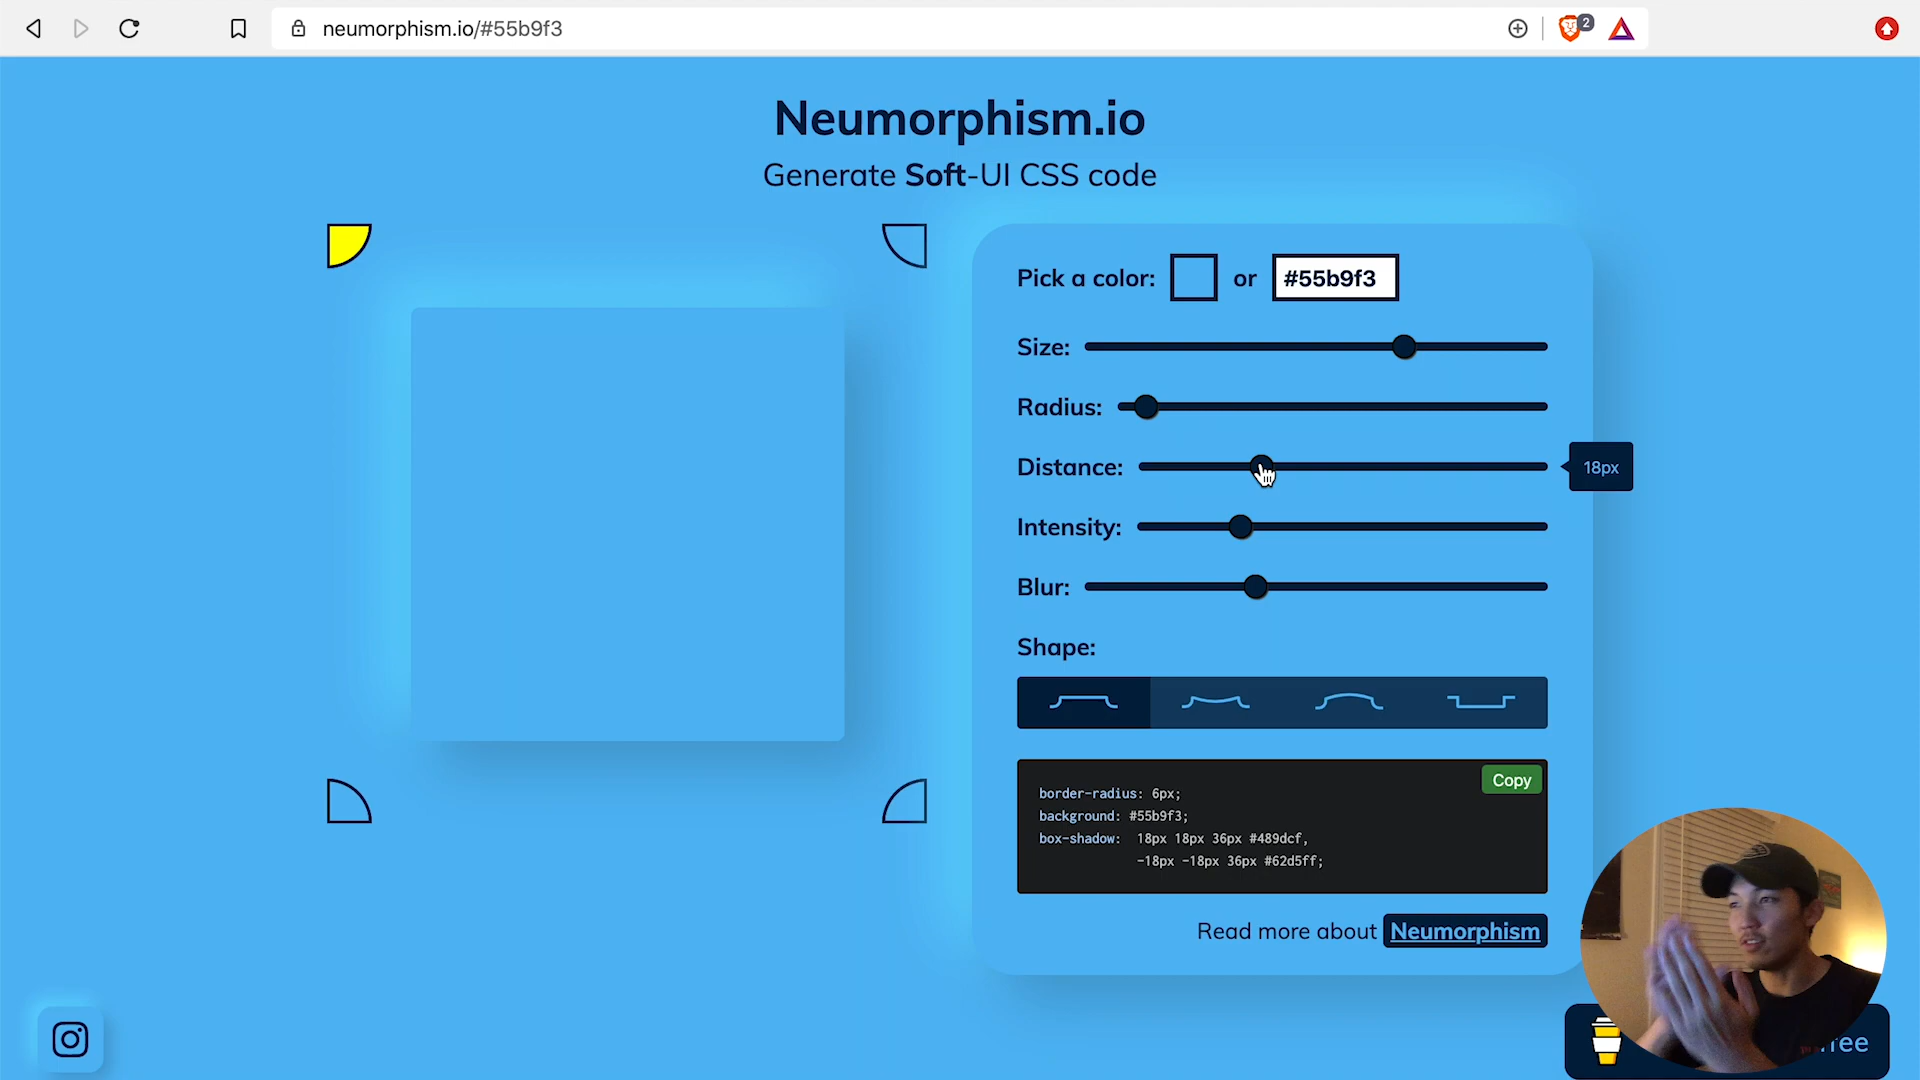 neumorphism.io/#55b9f3
2
Neumorphism.io
Generate Soft-UI CSS code
Pick a color: or #55b9f3
Size:
Radius:
Distance: 18px
Intensity:
Blur:
Shape:
Copy
border-radius: 6px;
background: #55b9f3;
box-shadow: 18px 18px 36px #489dcf,
-18px -18px 36px #62d5ff;
Read more about Neumorphism